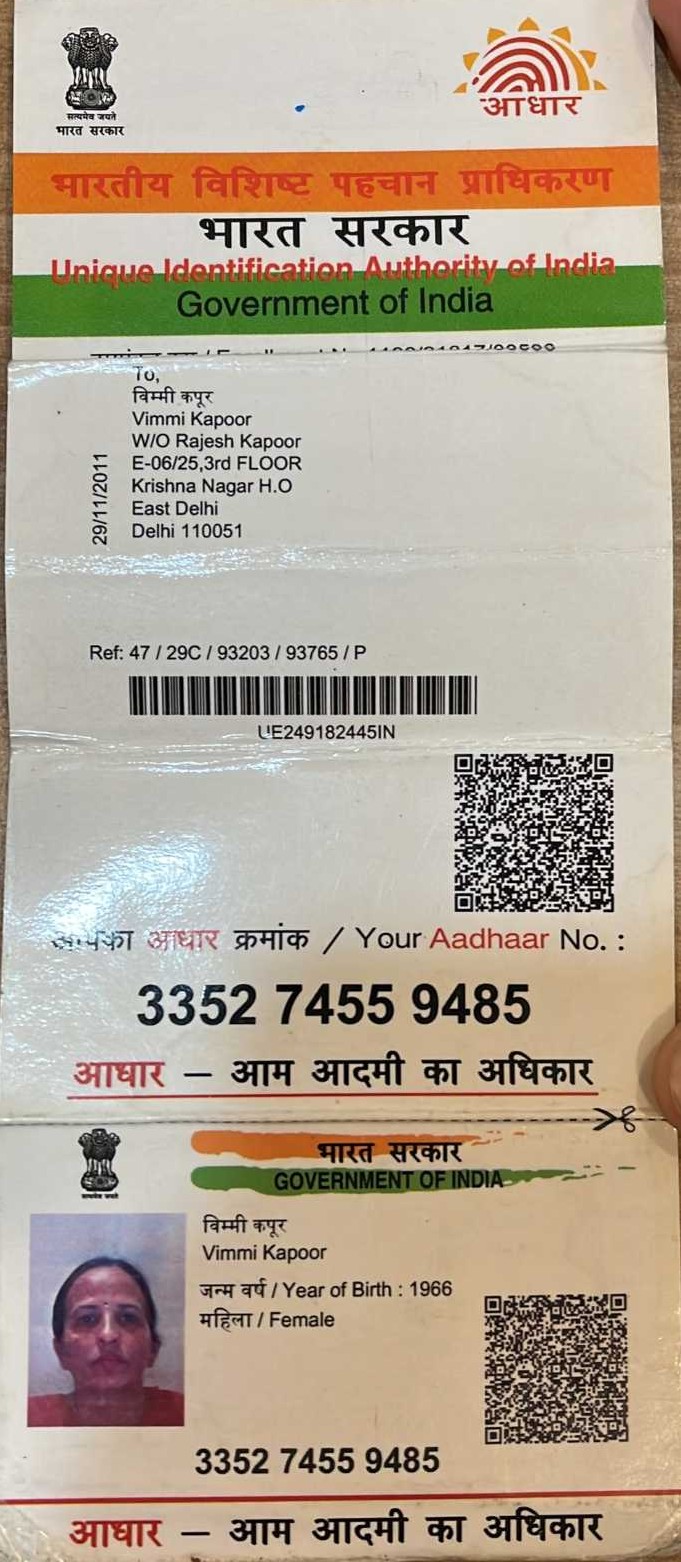 सत्यमेव जयते
भारत सरकार
आधार
भारतीय विशिष्ट पहचान प्राधिकरण
भारत सरकार
Unique Identification Authority of India
Government of India
To,
विम्मी कपूर
Vimmi Kapoor
W/O Rajesh Kapoor
E-06/25,3rd FLOOR
Krishna Nagar H.O
East Delhi
Delhi 110051
29/11/2011
Ref: 47 / 29C / 93203 / 93765 / P
UE249182445IN
आपका आधार क्रमांक / Your Aadhaar No. :
3352 7455 9485
आधार – आम आदमी का अधिकार
भारत सरकार
GOVERNMENT OF INDIA
सत्यमेव जयते
विम्मी कपूर
Vimmi Kapoor
जन्म वर्ष / Year of Birth : 1966
महिला / Female
3352 7455 9485
आधार – आम आदमी का अधिकार